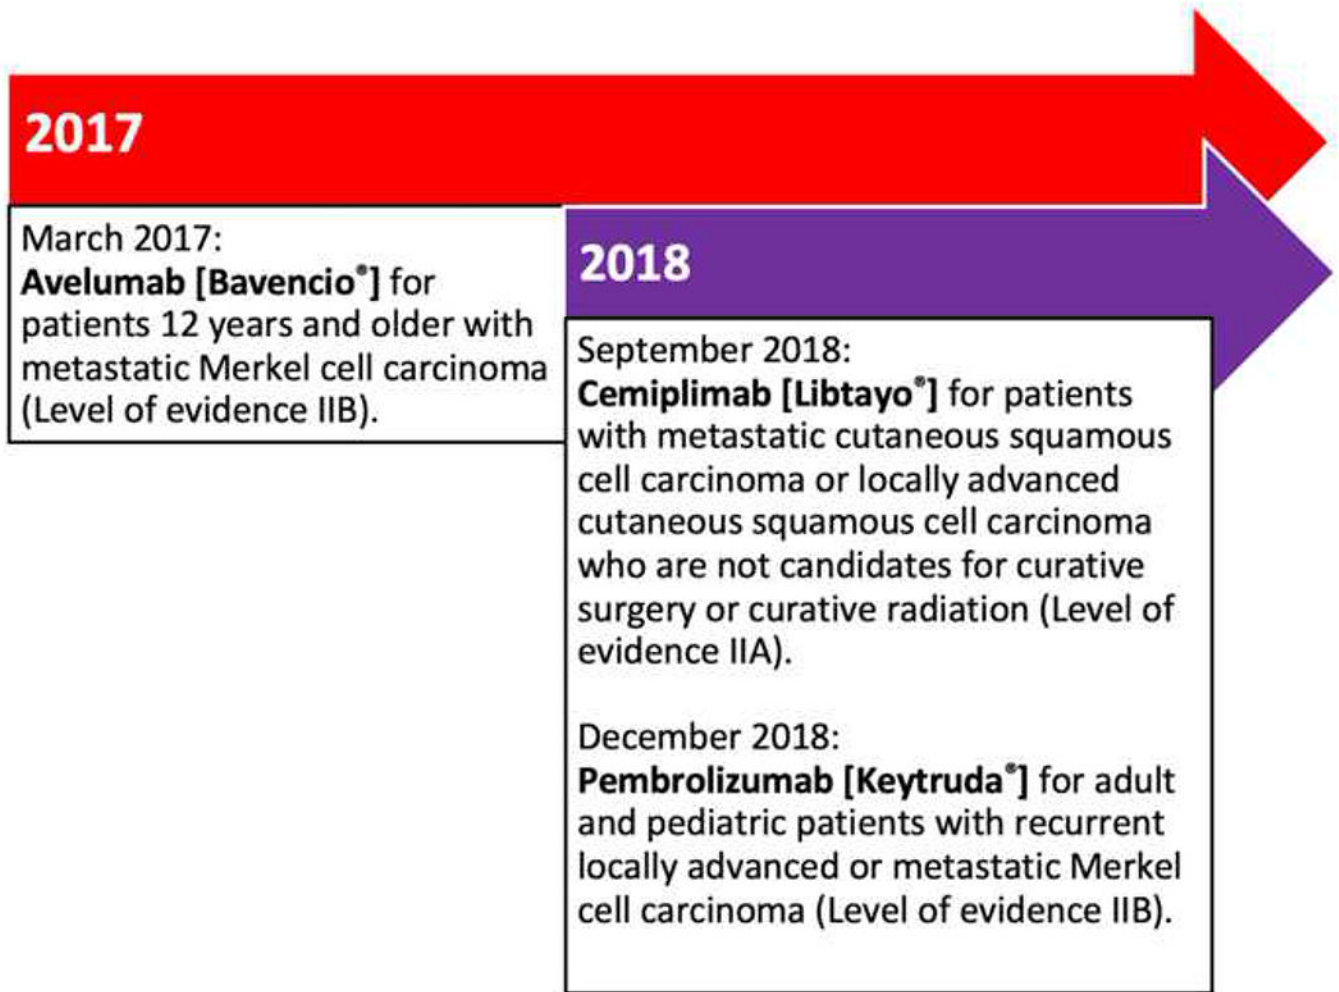 2017
March 2017:
Avelumab [Bavencio®] for
patients 12 years and older with
metastatic Merkel cell carcinoma
(Level of evidence IIB).
2018
September 2018:
Cemiplimab [Libtayo®] for patients
with metastatic cutaneous squamous
cell carcinoma or locally advanced
cutaneous squamous cell carcinoma
who are not candidates for curative
surgery or curative radiation (Level of
evidence IIA).
December 2018:
Pembrolizumab [Keytruda®] for adult
and pediatric patients with recurrent
locally advanced or metastatic Merkel
cell carcinoma (Level of evidence IIB).